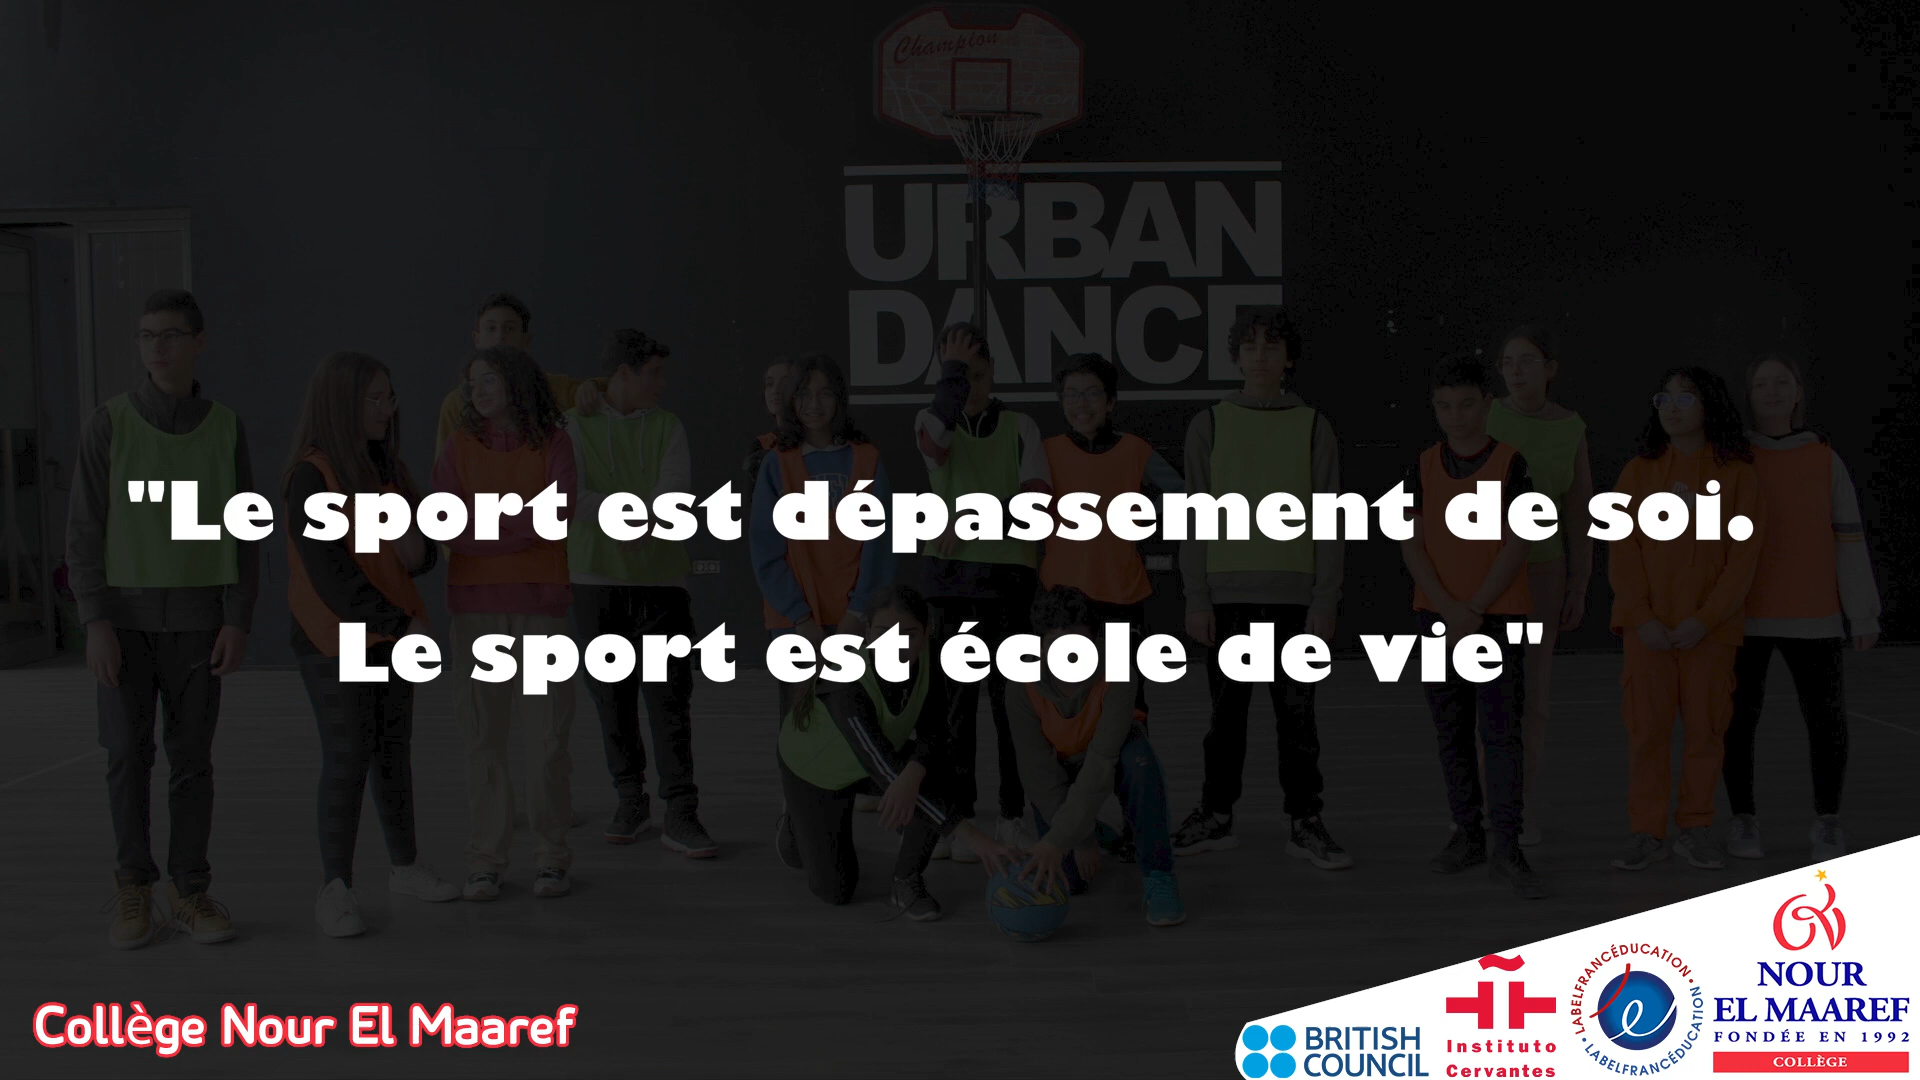 Champion
URBAN
DANCE
"Le sport est dépassement de soi.
Le sport est école de vie"
Collège Nour El Maaref
BRITISH
COUNCIL
Instituto
Cervantes
LABELFRANCÉDUCATION • LABELFRANCÉDUCATION •
NOUR
EL MAAREF
FONDÉE EN 1992
COLLÈGE